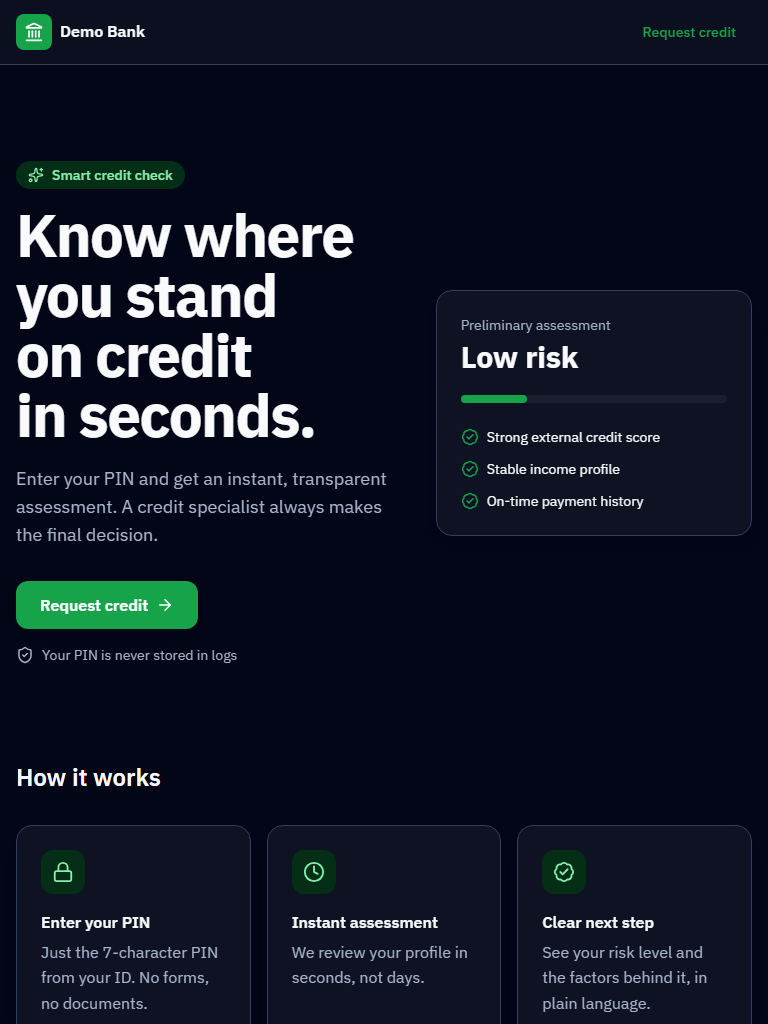 Demo Bank
Request credit
Smart credit check
Know where
you stand
on credit
in seconds.
Enter your PIN and get an instant, transparent
assessment. A credit specialist always makes
the final decision.
Request credit
Your PIN is never stored in logs
Preliminary assessment
Low risk
Strong external credit score
Stable income profile
On-time payment history
How it works
Enter your PIN
Just the 7-character PIN
from your ID. No forms,
no documents.
Instant assessment
We review your profile in
seconds, not days.
Clear next step
See your risk level and
the factors behind it, in
plain language.